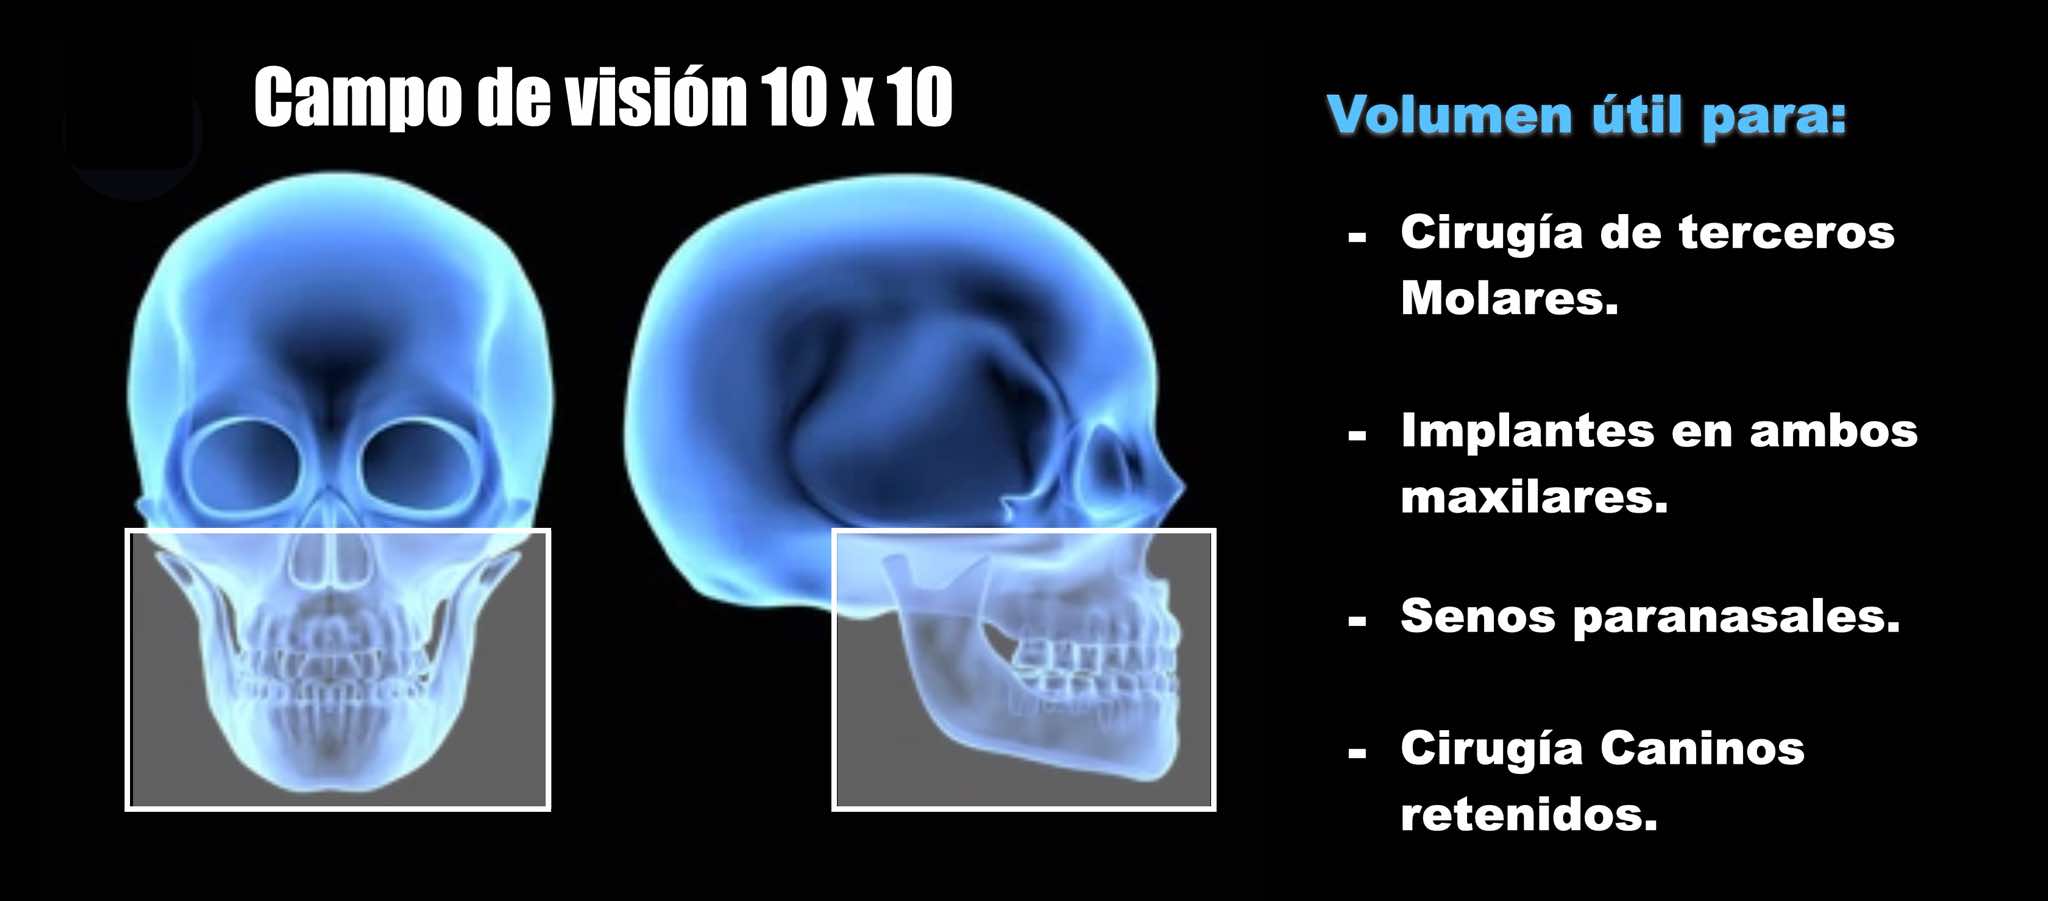 Campo de visión 10 x 10
Volumen útil para:
- Cirugía de terceros
Molares.
- Implantes en ambos
maxilares.
- Senos paranasales.
- Cirugía Caninos
retenidos.